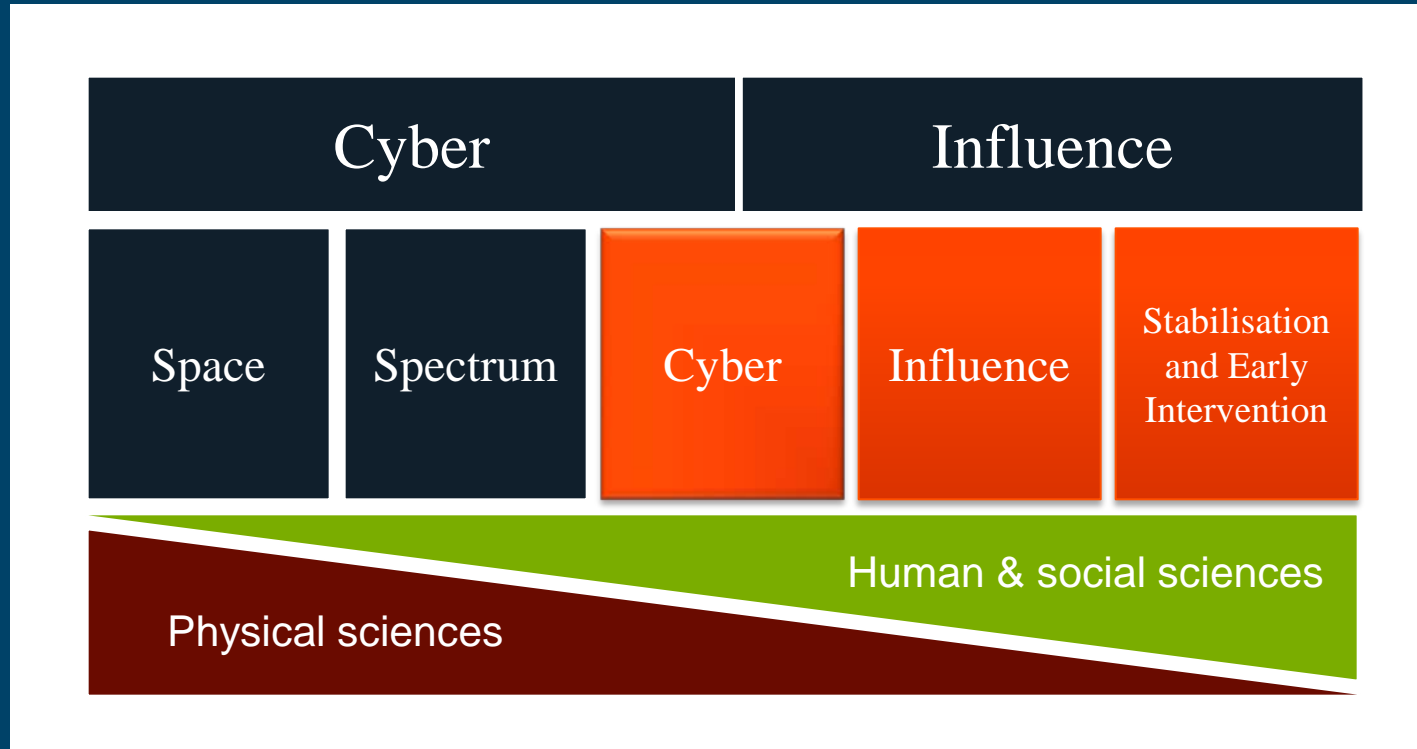 Cyber
Influence
Space
Spectrum
Cyber
Influence
Stabilisation
and Early
Intervention
Human & social sciences
Physical sciences